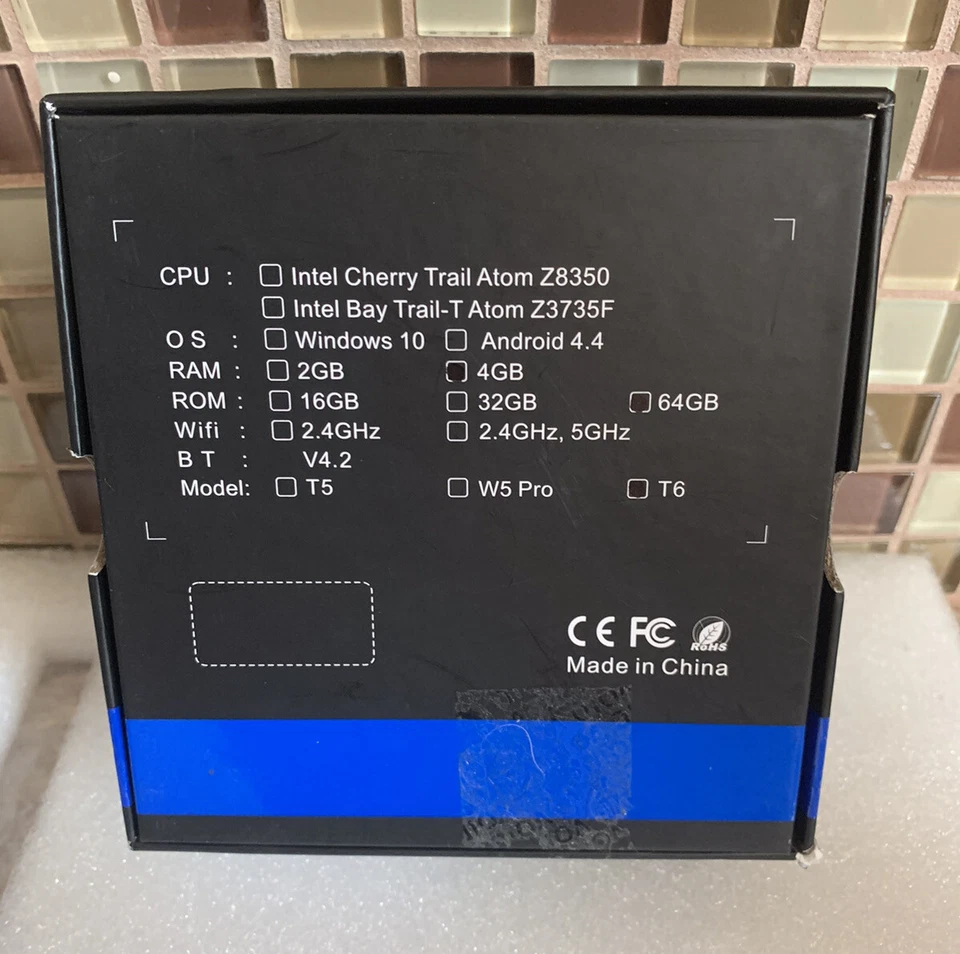 CPU : ☐ Intel Cherry Trail Atom Z8350
☐ Intel Bay Trail-T Atom Z3735F
OS : ☐ Windows 10 ☐ Android 4.4
RAM : ☐ 2GB ■ 4GB
ROM : ☐ 16GB ☐ 32GB ■ 64GB
Wifi : ☐ 2.4GHz ☐ 2.4GHz, 5GHz
BT : V4.2
Model: ☐ T5 ☐ W5 Pro ■ T6
CE FC RoHS
Made in China